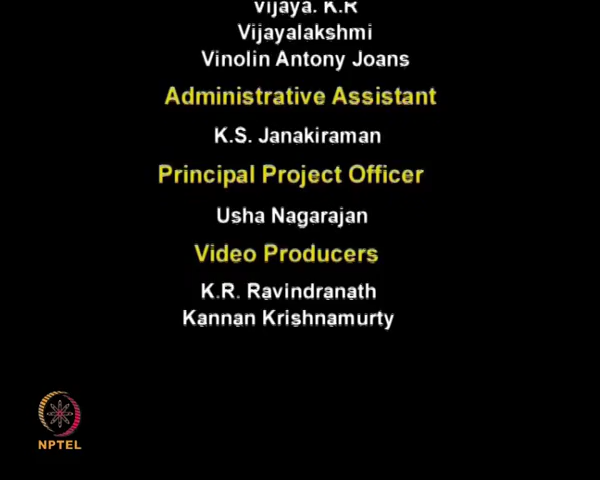 Vijaya. K.R
Vijayalakshmi
Vinolin Antony Joans
Administrative Assistant
K.S. Janakiraman
Principal Project Officer
Usha Nagarajan
Video Producers
K.R. Ravindranath
Kannan Krishnamurty
NPTEL